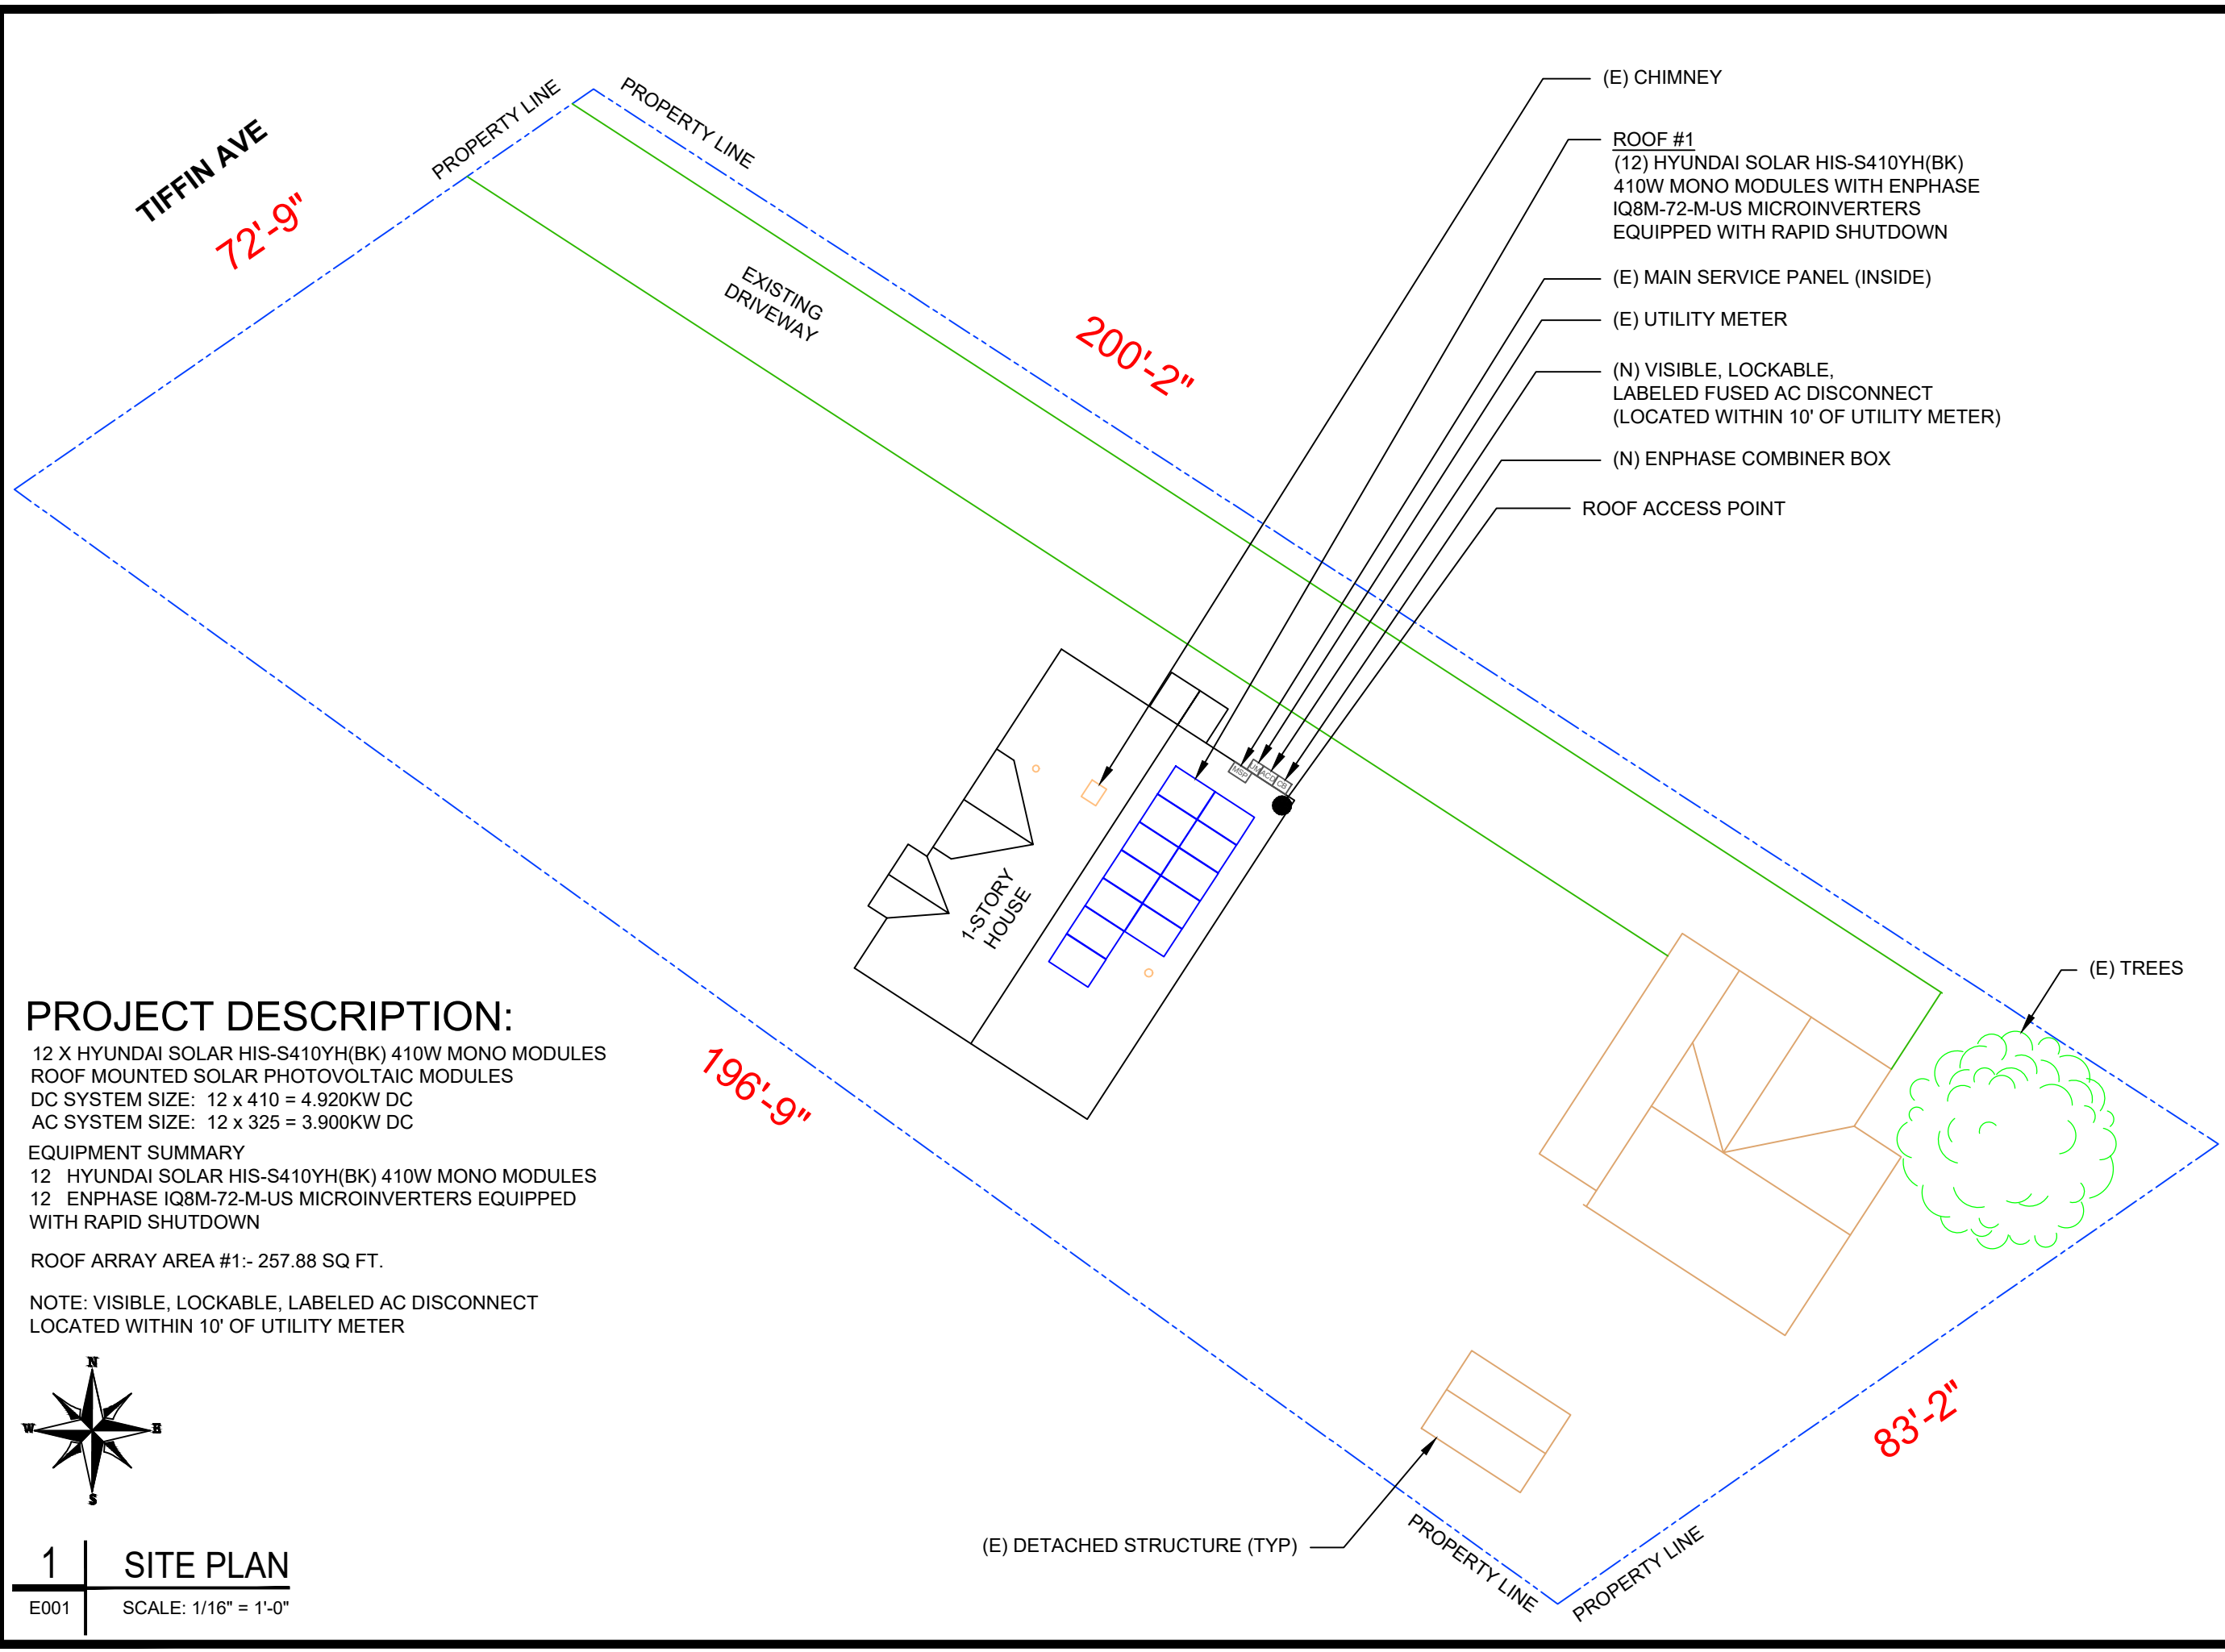 TIFFIN AVE
72'-9"
PROPERTY LINE
PROPERTY LINE
EXISTING
DRIVEWAY
200'-2"
(E) CHIMNEY
ROOF #1
(12) HYUNDAI SOLAR HIS-S410YH(BK)
410W MONO MODULES WITH ENPHASE
IQ8M-72-M-US MICROINVERTERS
EQUIPPED WITH RAPID SHUTDOWN
(E) MAIN SERVICE PANEL (INSIDE)
(E) UTILITY METER
(N) VISIBLE, LOCKABLE,
LABELED FUSED AC DISCONNECT
(LOCATED WITHIN 10' OF UTILITY METER)
(N) ENPHASE COMBINER BOX
ROOF ACCESS POINT
MSP
UM
ACD
CB
1-STORY
HOUSE
(E) TREES
196'-9"
83'-2"
(E) DETACHED STRUCTURE (TYP)
PROPERTY LINE
PROPERTY LINE
PROJECT DESCRIPTION:
12 X HYUNDAI SOLAR HIS-S410YH(BK) 410W MONO MODULES
ROOF MOUNTED SOLAR PHOTOVOLTAIC MODULES
DC SYSTEM SIZE: 12 x 410 = 4.920KW DC
AC SYSTEM SIZE: 12 x 325 = 3.900KW DC
EQUIPMENT SUMMARY
12 HYUNDAI SOLAR HIS-S410YH(BK) 410W MONO MODULES
12 ENPHASE IQ8M-72-M-US MICROINVERTERS EQUIPPED
WITH RAPID SHUTDOWN
ROOF ARRAY AREA #1:- 257.88 SQ FT.
NOTE: VISIBLE, LOCKABLE, LABELED AC DISCONNECT
LOCATED WITHIN 10' OF UTILITY METER
N
W
E
S
1
SITE PLAN
E001
SCALE: 1/16" = 1'-0"